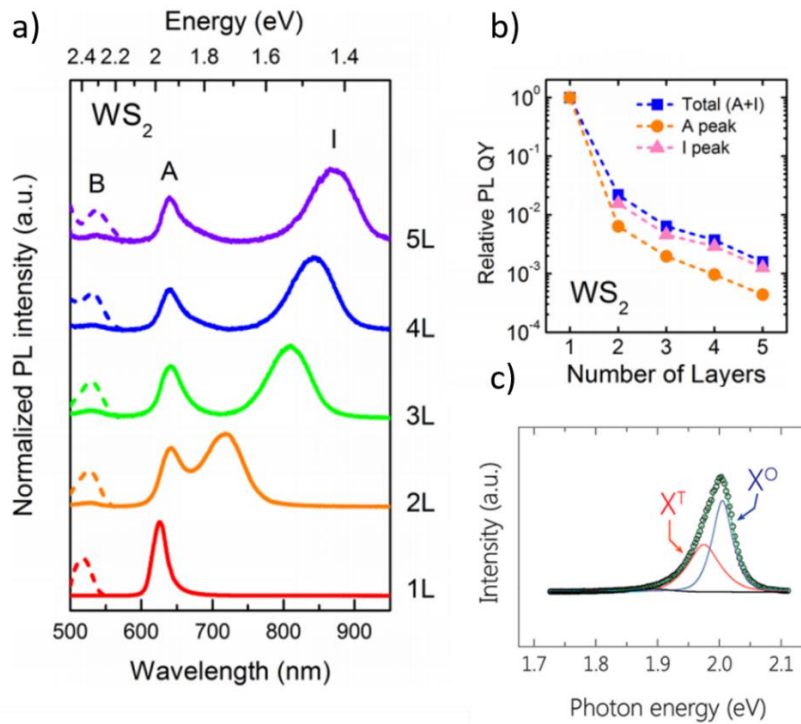 a)
Energy (eV)
2.4 2.2 2 1.8 1.6 1.4
WS₂
B
A
I
5L
4L
3L
2L
1L
Normalized PL intensity (a.u.)
500 600 700 800 900
Wavelength (nm)
b)
10⁰
10⁻¹
10⁻²
10⁻³
10⁻⁴
Relative PL QY
Total (A+I)
A peak
I peak
WS₂
1 2 3 4 5
Number of Layers
c)
Intensity (a.u.)
Xᵀ
Xᴼ
1.7 1.8 1.9 2.0 2.1
Photon energy (eV)